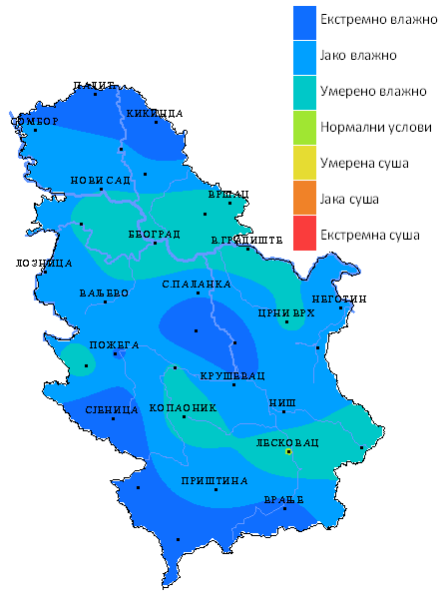 Екстремно влажно
Јако влажно
Умерено влажно
Нормални услови
Умерена суша
Јака суша
Екстремна суша
ПАЛИЋ
КИКИНДА
СОМБОР
НОВИ САД
ВРШАЦ
БЕОГРАД
В.ГРАДИШТЕ
ЛОЗНИЦА
С.ПАЛАНКА
ВАЉЕВО
НЕГОТИН
ЦРНИ ВРХ
ПОЖЕГА
КРУШЕВАЦ
СЈЕНИЦА
КОПАОНИК
НИШ
ЛЕСКОВАЦ
ПРИШТИНА
ВРАЊЕ